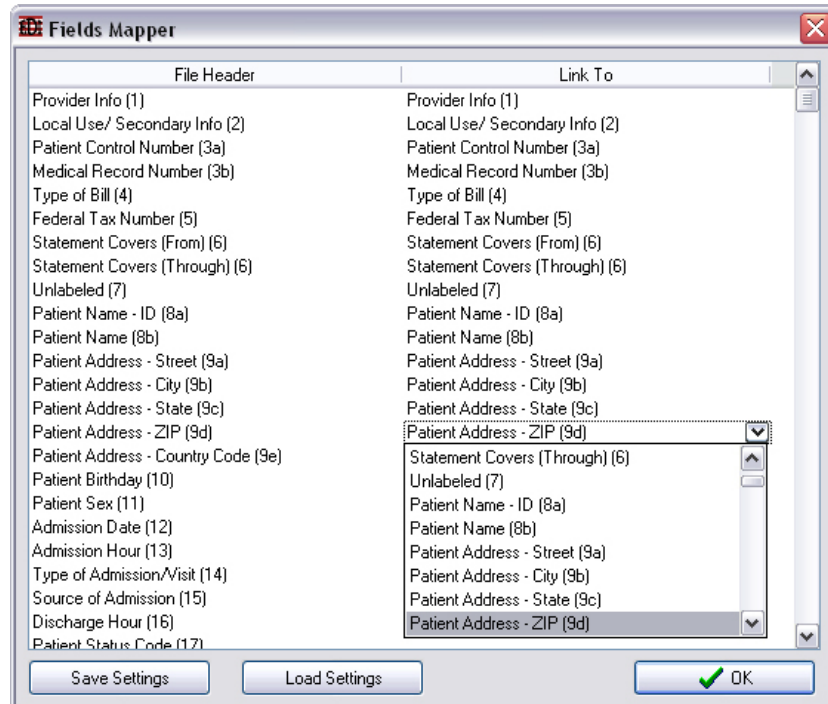 EDI Fields Mapper
File Header Link To
Provider Info (1) Provider Info (1)
Local Use/ Secondary Info (2) Local Use/ Secondary Info (2)
Patient Control Number (3a) Patient Control Number (3a)
Medical Record Number (3b) Medical Record Number (3b)
Type of Bill (4) Type of Bill (4)
Federal Tax Number (5) Federal Tax Number (5)
Statement Covers (From) (6) Statement Covers (From) (6)
Statement Covers (Through) (6) Statement Covers (Through) (6)
Unlabeled (7) Unlabeled (7)
Patient Name - ID (8a) Patient Name - ID (8a)
Patient Name (8b) Patient Name (8b)
Patient Address - Street (9a) Patient Address - Street (9a)
Patient Address - City (9b) Patient Address - City (9b)
Patient Address - State (9c) Patient Address - State (9c)
Patient Address - ZIP (9d) Patient Address - ZIP (9d)
Patient Address - Country Code (9e) Statement Covers (Through) (6)
Patient Birthday (10) Unlabeled (7)
Patient Sex (11) Patient Name - ID (8a)
Admission Date (12) Patient Name (8b)
Admission Hour (13) Patient Address - Street (9a)
Type of Admission/Visit (14) Patient Address - City (9b)
Source of Admission (15) Patient Address - State (9c)
Discharge Hour (16) Patient Address - ZIP (9d)
Patient Status Code (17)
Save Settings Load Settings OK